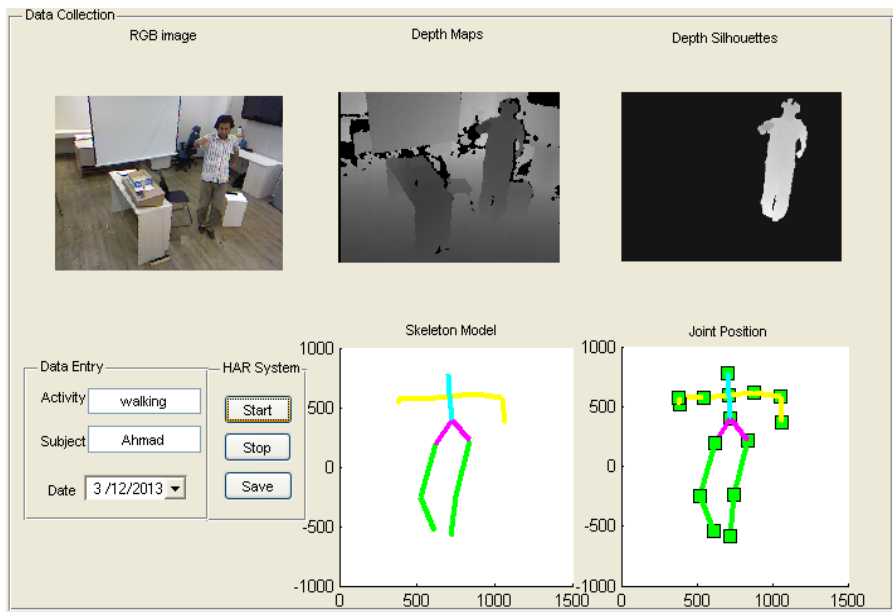 Data Collection
RGB image
Depth Maps
Depth Silhouettes
Data Entry
Activity walking
Subject Ahmad
Date 3 /12/2013
HAR System
Start
Stop
Save
Skeleton Model
1000
500
0
-500
-1000
0 500 1000 1500
Joint Position
1000
500
0
-500
-1000
0 500 1000 1500